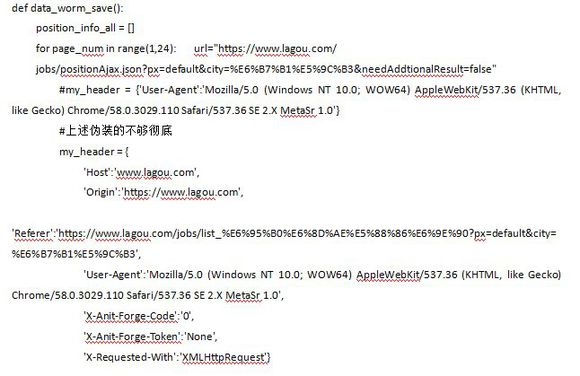 def data_worm_save():
position_info_all = []
for page_num in range(1,24): url="https://www.lagou.com/
jobs/positionAjax.json?px=default&city=%E6%B7%B1%E5%9C%B3&needAddtionalResult=false"
#my_header = {'User-Agent':'Mozilla/5.0 (Windows NT 10.0; WOW64) AppleWebKit/537.36 (KHTML,
like Gecko) Chrome/58.0.3029.110 Safari/537.36 SE 2.X MetaSr 1.0'}
#上述伪装的不够彻底
my_header = {
'Host':'www.lagou.com',
'Origin':'https://www.lagou.com',
'Referer':'https://www.lagou.com/jobs/list_%E6%95%B0%E6%8D%AE%E5%88%86%E6%9E%90?px=default&city=
%E6%B7%B1%E5%9C%B3',
'User-Agent':'Mozilla/5.0 (Windows NT 10.0; WOW64) AppleWebKit/537.36 (KHTML, like Gecko)
Chrome/58.0.3029.110 Safari/537.36 SE 2.X MetaSr 1.0',
'X-Anit-Forge-Code':'0',
'X-Anit-Forge-Token':'None',
'X-Requested-With':'XMLHttpRequest'}